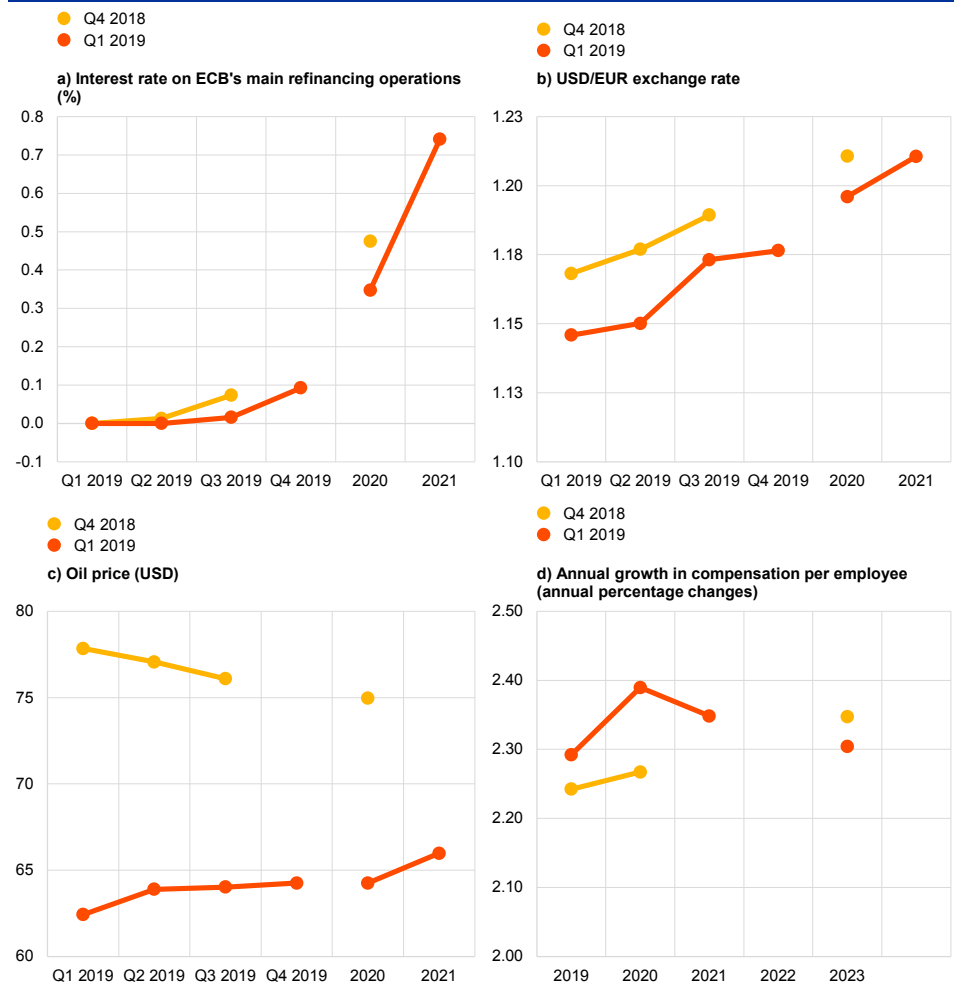 Q4 2018
Q1 2019
a) Interest rate on ECB's main refinancing operations
(%)
0.8
0.7
0.6
0.5
0.4
0.3
0.2
0.1
0.0
-0.1
Q1 2019 Q2 2019 Q3 2019 Q4 2019 2020 2021
Q4 2018
Q1 2019
b) USD/EUR exchange rate
1.23
1.20
1.18
1.15
1.13
1.10
Q1 2019 Q2 2019 Q3 2019 Q4 2019 2020 2021
Q4 2018
Q1 2019
c) Oil price (USD)
80
75
70
65
60
Q1 2019 Q2 2019 Q3 2019 Q4 2019 2020 2021
Q4 2018
Q1 2019
d) Annual growth in compensation per employee
(annual percentage changes)
2.50
2.40
2.30
2.20
2.10
2.00
2019 2020 2021 2022 2023